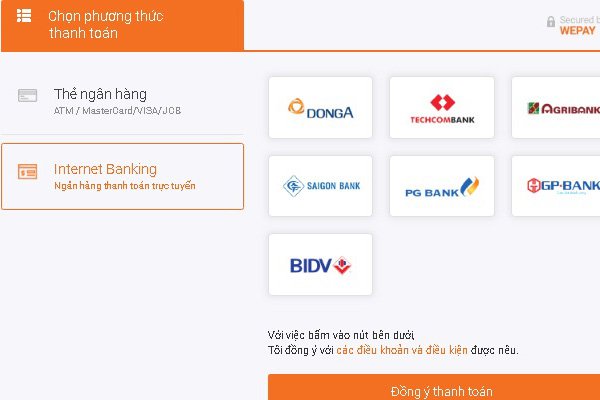 Chọn phương thức
thanh toán
Secured b
WEPAY
Thẻ ngân hàng
ATM / MasterCard/VISA/JCB
Internet Banking
Ngân hàng thanh toán trực tuyến
DONGA
TECHCOMBANK
AGRIBANK
SAIGON BANK
PG BANK
GP-BANK
BIDV
Với việc bấm vào nút bên dưới,
Tôi đồng ý với các điều khoản và điều kiện được nêu.
Đồng ý thanh toán